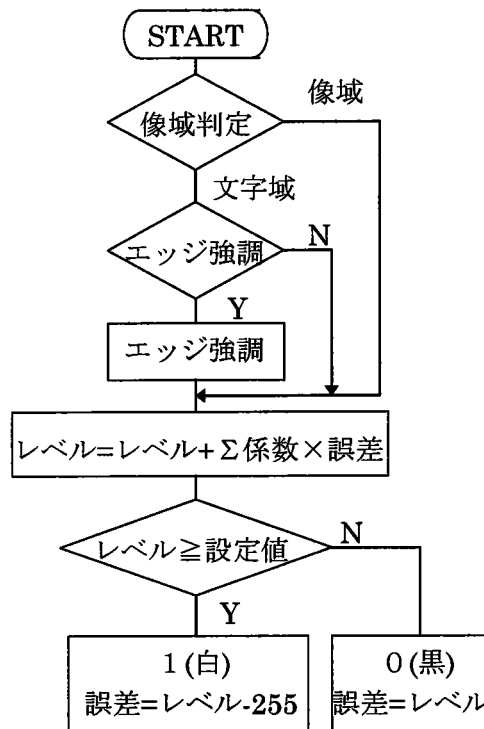 START
像域
像域判定
文字域
エッジ強調
N
Y
エッジ強調
レベル=レベル+Σ係数×誤差
レベル≧設定値
N
Y
1(白)
誤差=レベル-255
0(黒)
誤差=レベル